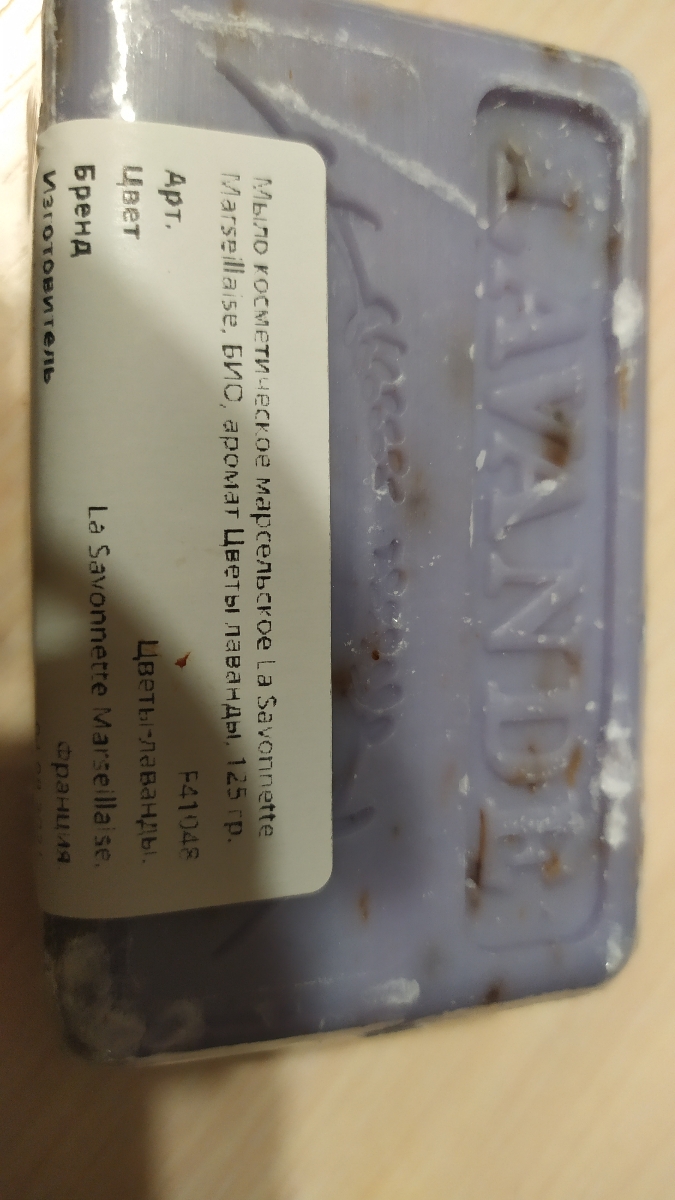 LAVANDE
Мыло косметическое марсельское La Savonnette
Marseillaise, БИО, аромат Цветы лаванды, 125 гр.
Арт. F41048
Цвет Цветы-лаванды.
Бренд La Savonnette Marseillaise,
Изготовитель Франция